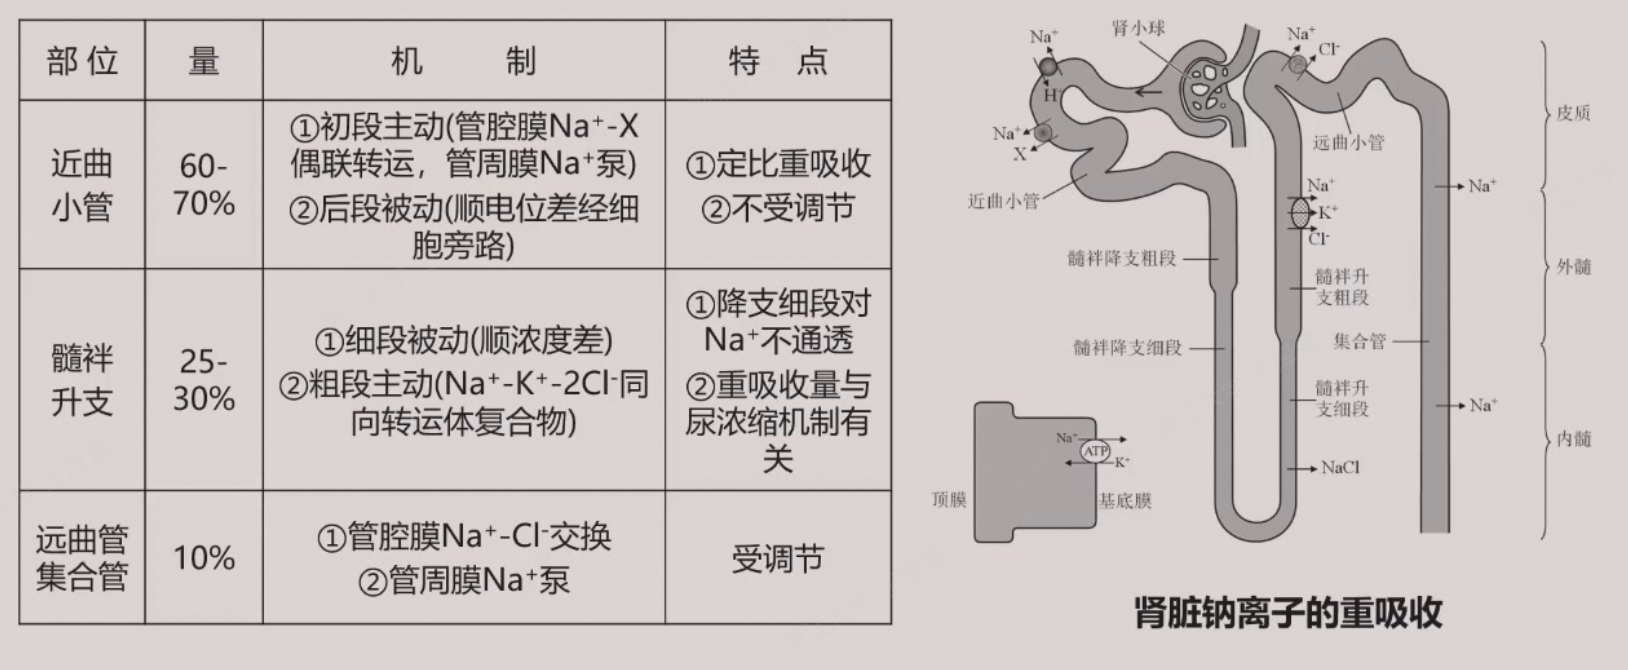 部 位
量
机 制
特 点
近曲
小管
60-
70%
①初段主动(管腔膜Na⁺-X
偶联转运，管周膜Na⁺泵)
②后段被动(顺电位差经细
胞旁路)
①定比重吸收
②不受调节
髓袢
升支
25-
30%
①细段被动(顺浓度差)
②粗段主动(Na⁺-K⁺-2Cl⁻同
向转运体复合物)
①降支细段对
Na⁺不通透
②重吸收量与
尿浓缩机制有
关
远曲管
集合管
10%
①管腔膜Na⁺-Cl⁻交换
②管周膜Na⁺泵
受调节
Na⁺
肾小球
Na⁺
Cl⁻
H⁺
Na⁺
X
近曲小管
远曲小管
皮质
Na⁺
K⁺
Cl⁻
Na⁺
髓袢降支粗段
髓袢升
支粗段
外髓
髓袢降支细段
集合管
髓袢升
支细段
Na⁺
内髓
NaCl
Na⁺
ATP
K⁺
顶膜
基底膜
肾脏钠离子的重吸收